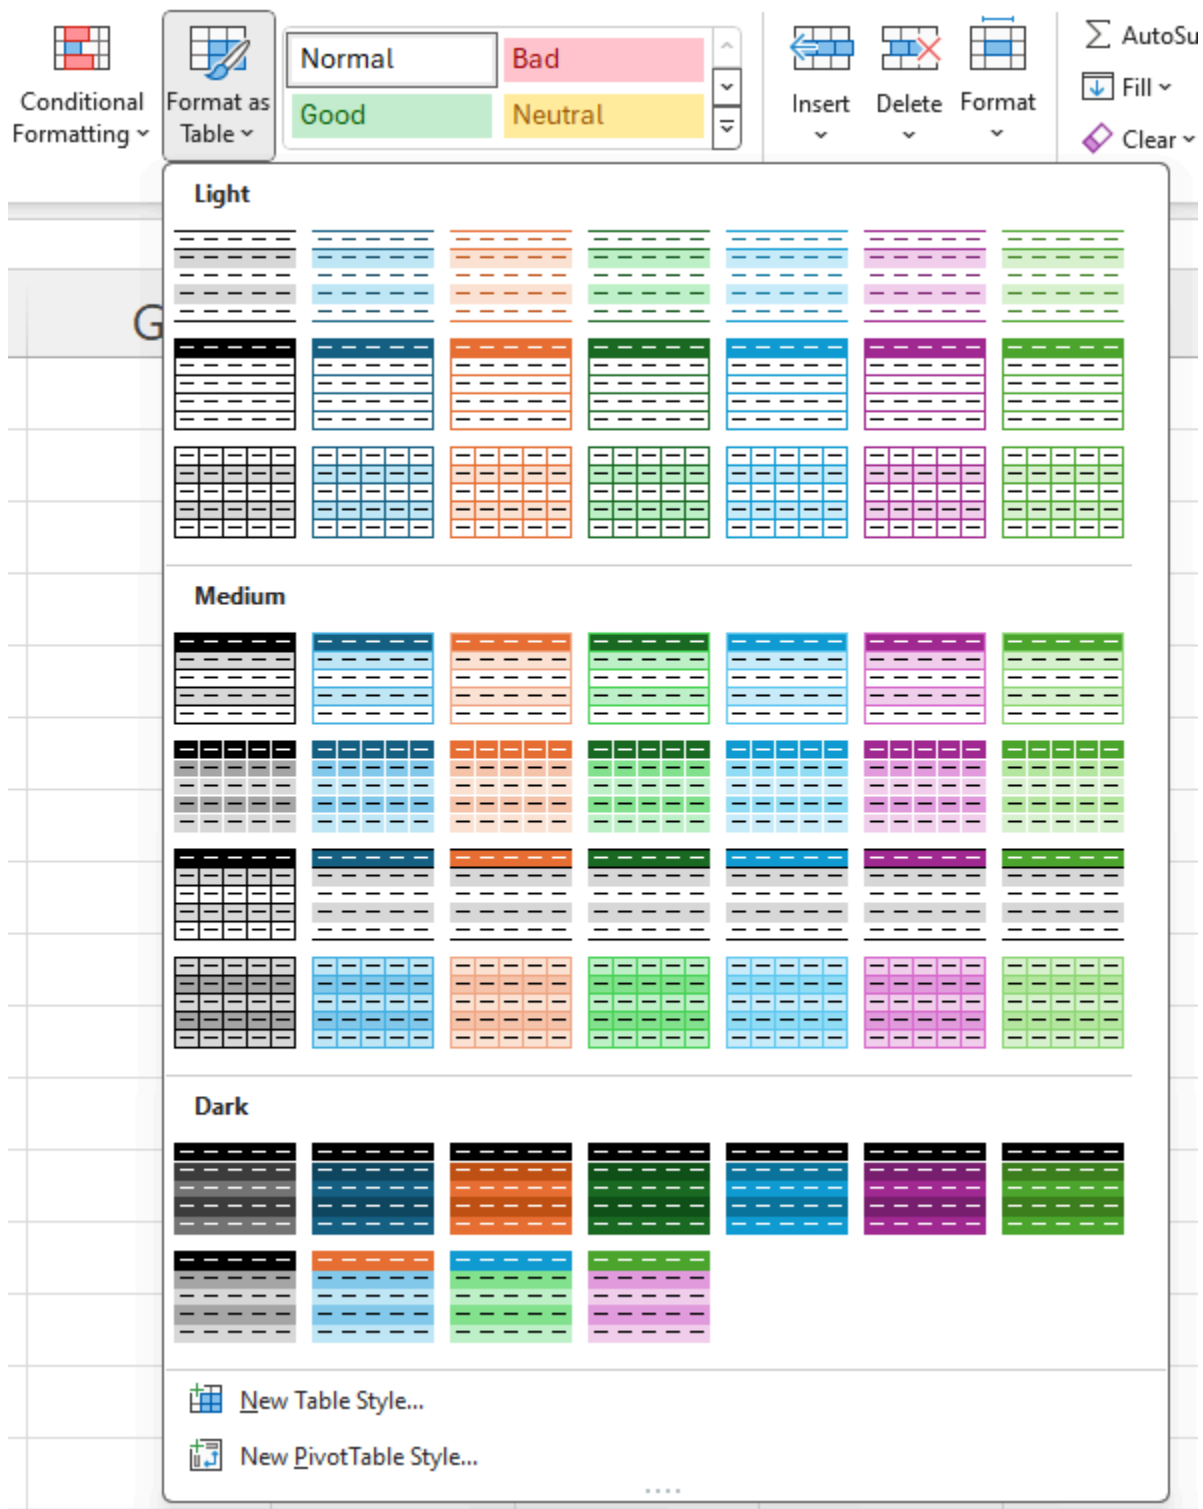 Conditional
Formatting
Format as
Table
Normal
Bad
Good
Neutral
Insert
Delete
Format
AutoSu
Fill
Clear
G
Light
Medium
Dark
New Table Style...
New PivotTable Style...